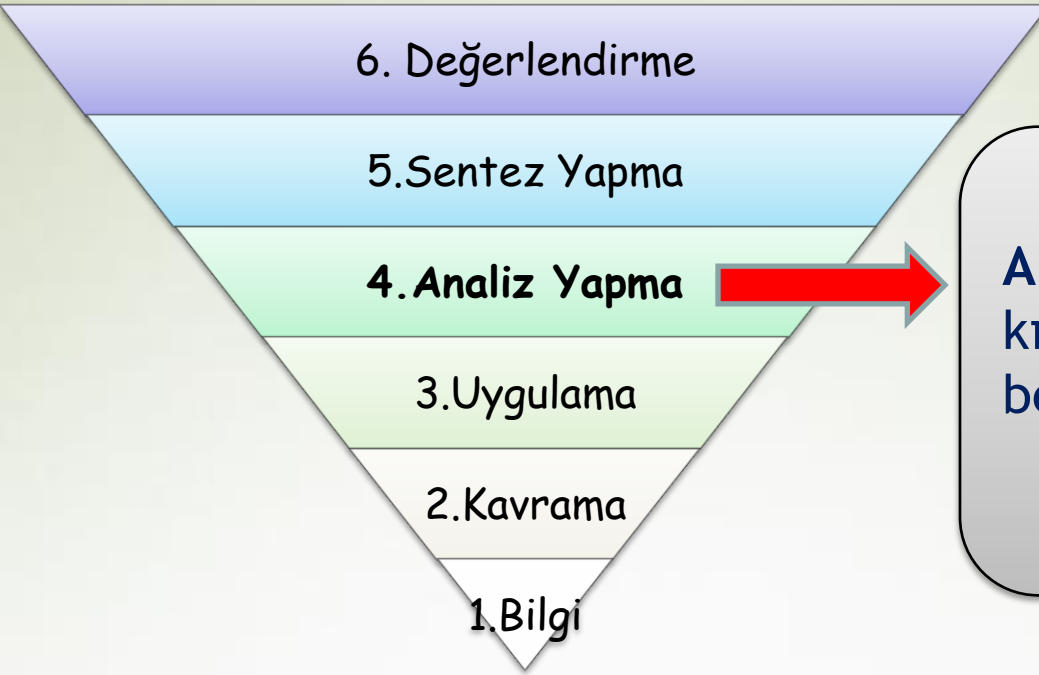 6. Değerlendirme
5.Sentez Yapma
4.Analiz Yapma
3.Uygulama
2.Kavrama
1.Bilgi